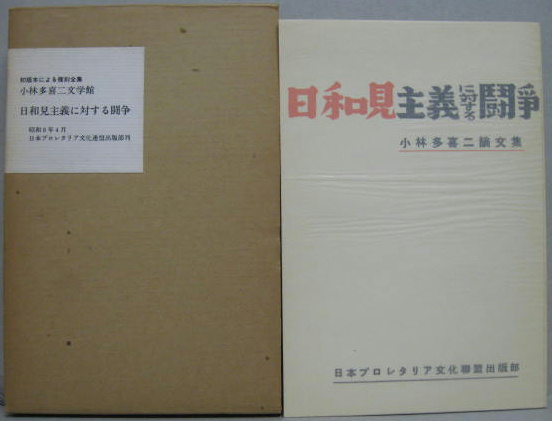 初版本による複刻全集
小林多喜二文学館
日和見主義に対する闘争
昭和8年4月
日本プロレタリア文化連盟出版部刊
日和見主義に対する闘爭
小林多喜二論文集
日本プロレタリア文化聯盟出版部